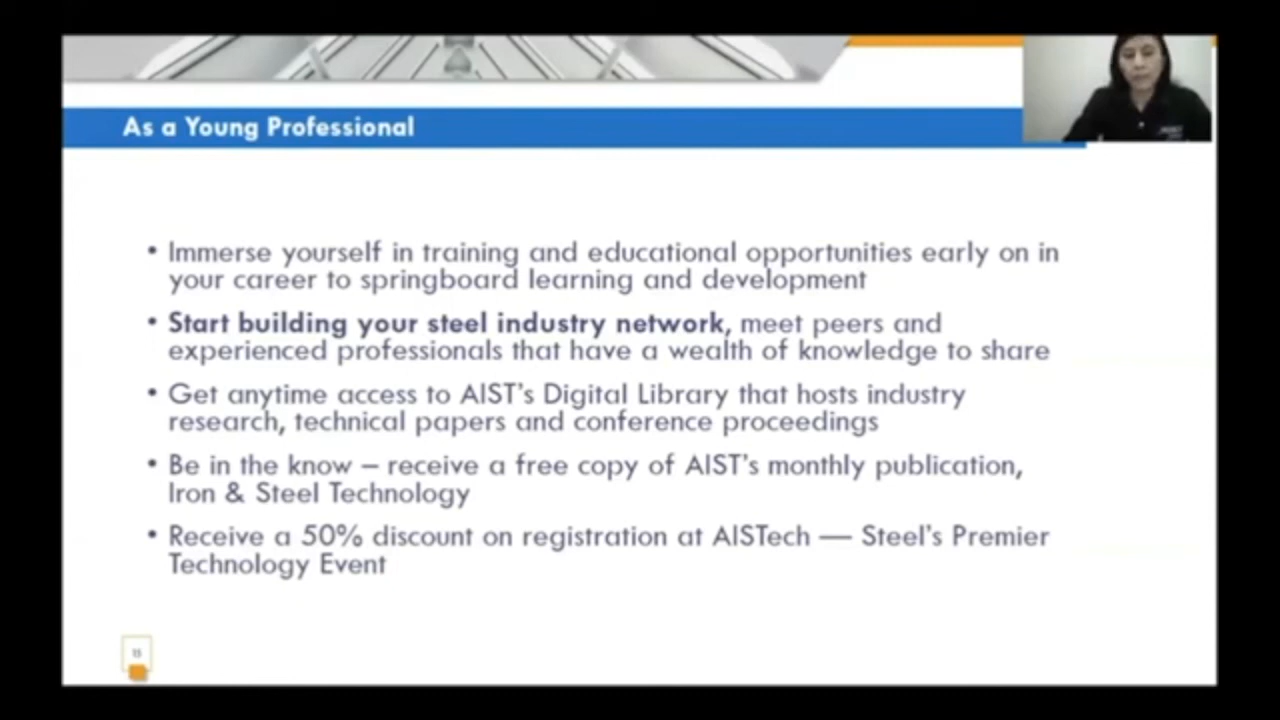 As a Young Professional
• Immerse yourself in training and educational opportunities early on in
your career to springboard learning and development
• Start building your steel industry network, meet peers and
experienced professionals that have a wealth of knowledge to share
• Get anytime access to AIST's Digital Library that hosts industry
research, technical papers and conference proceedings
• Be in the know – receive a free copy of AIST's monthly publication,
Iron & Steel Technology
• Receive a 50% discount on registration at AISTech — Steel's Premier
Technology Event